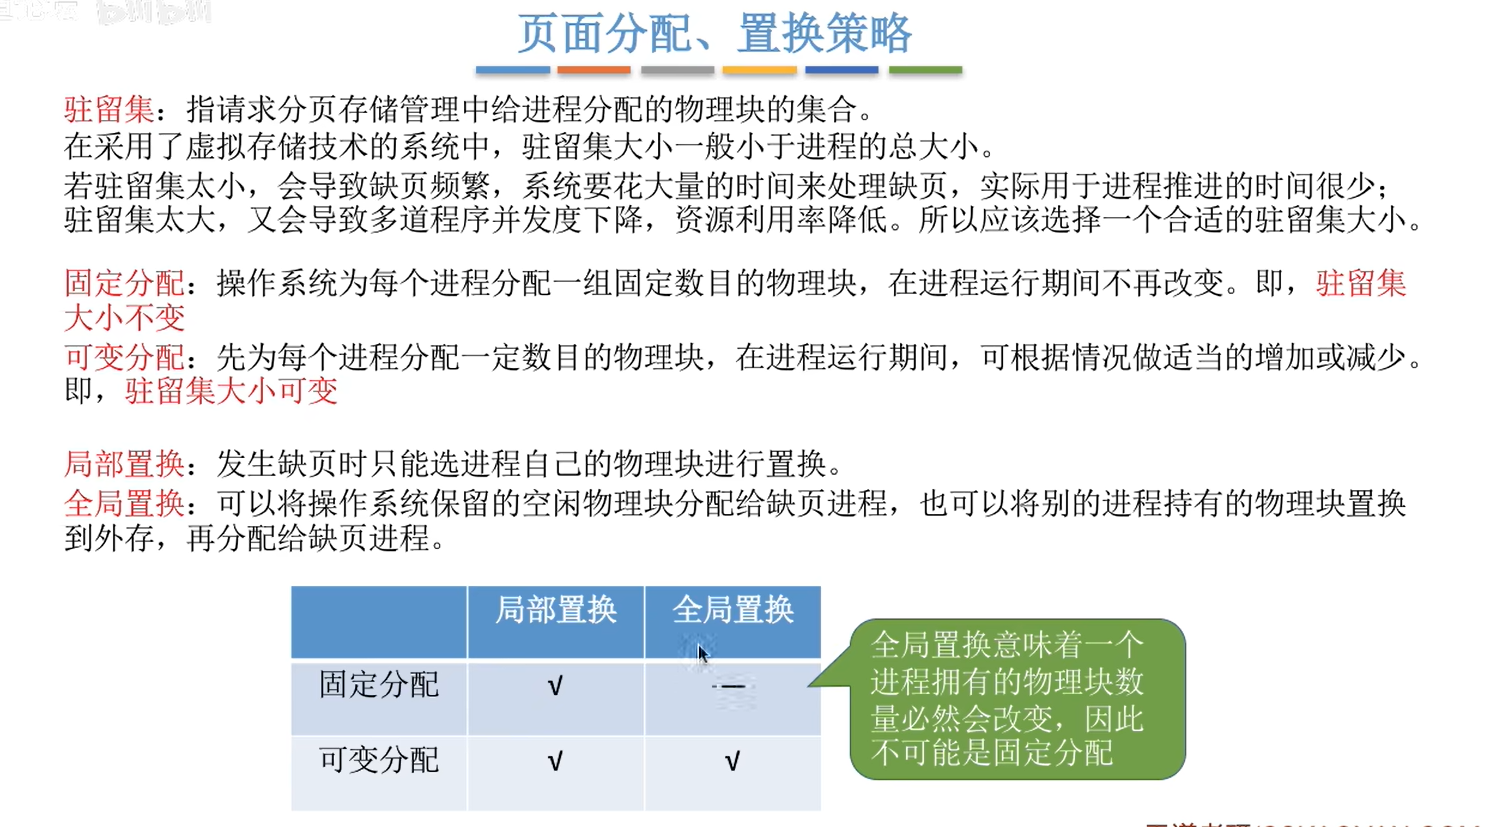 页面分配、置换策略
驻留集：指请求分页存储管理中给进程分配的物理块的集合。
在采用了虚拟存储技术的系统中，驻留集大小一般小于进程的总大小。
若驻留集太小，会导致缺页频繁，系统要花大量的时间来处理缺页，实际用于进程推进的时间很少；
驻留集太大，又会导致多道程序并发度下降，资源利用率降低。所以应该选择一个合适的驻留集大小。
固定分配：操作系统为每个进程分配一组固定数目的物理块，在进程运行期间不再改变。即，驻留集
大小不变
可变分配：先为每个进程分配一定数目的物理块，在进程运行期间，可根据情况做适当的增加或减少。
即，驻留集大小可变
局部置换：发生缺页时只能选进程自己的物理块进行置换。
全局置换：可以将操作系统保留的空闲物理块分配给缺页进程，也可以将别的进程持有的物理块置换
到外存，再分配给缺页进程。
局部置换 全局置换
固定分配 √ —
可变分配 √ √
全局置换意味着一个
进程拥有的物理块数
量必然会改变，因此
不可能是固定分配